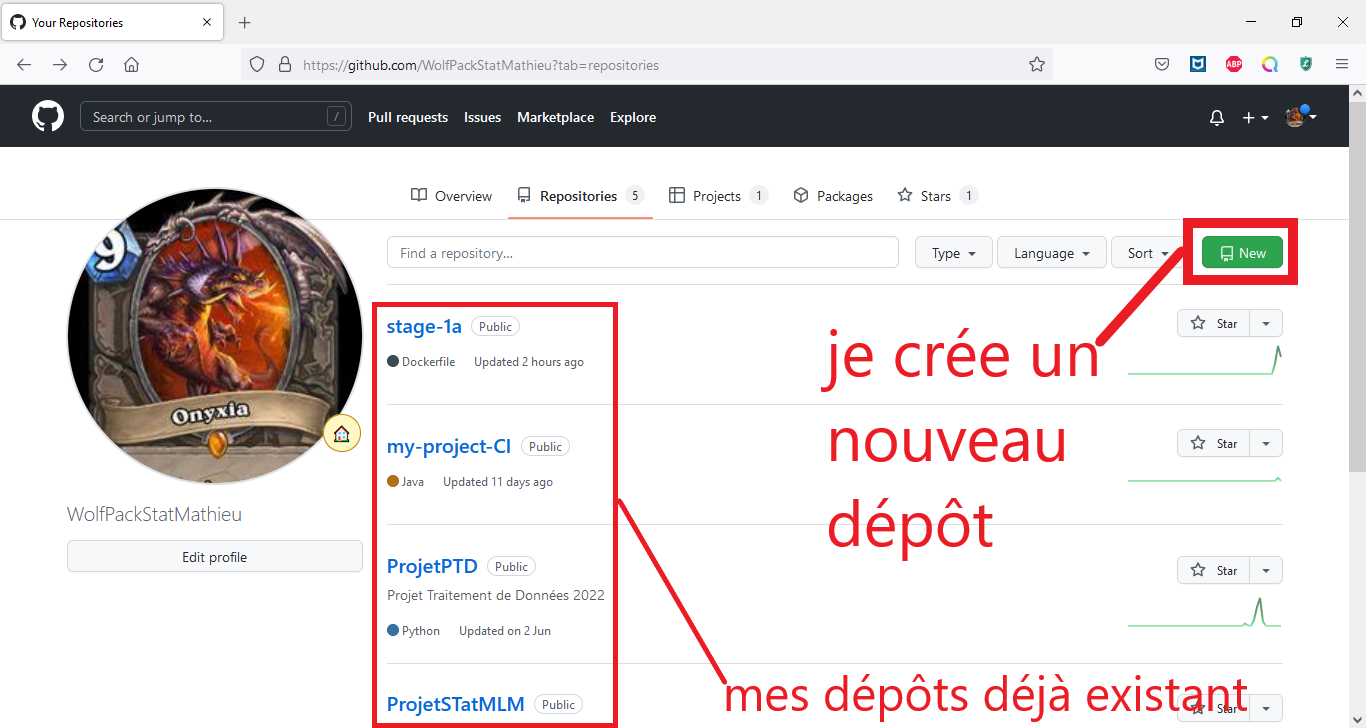 Your Repositories
https://github.com/WolfPackStatMathieu?tab=repositories
ABP
Search or jump to... /
Pull requests Issues Marketplace Explore
Overview Repositories 5 Projects 1 Packages Stars 1
Find a repository...
Type Language Sort New
9
Onyxia
WolfPackStatMathieu
Edit profile
stage-1a Public
Dockerfile Updated 2 hours ago
Star
my-project-CI Public
Java Updated 11 days ago
Star
ProjetPTD Public
Projet Traitement de Données 2022
Python Updated on 2 Jun
Star
ProjetSTatMLM Public
Star
je crée un
nouveau
dépôt
mes dépôts déjà existant